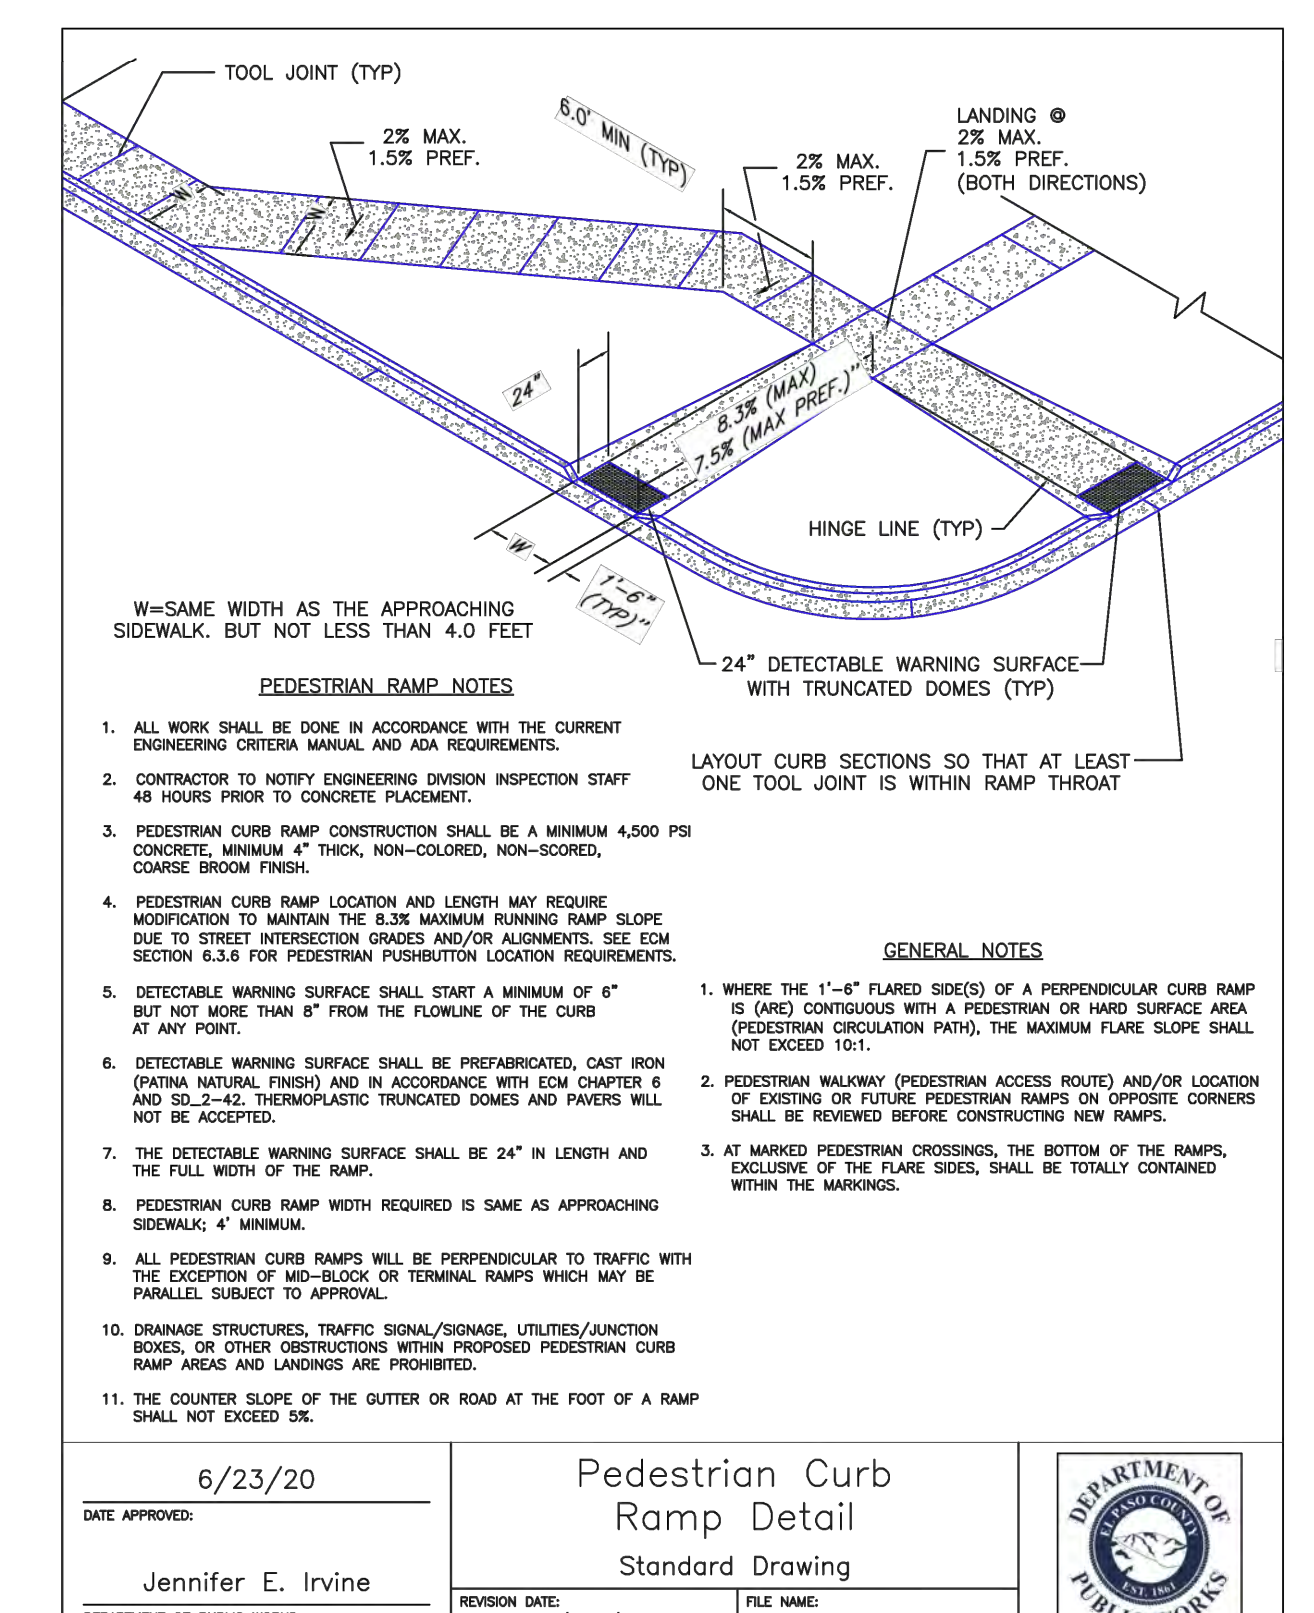 TOOL JOINT (TYP)
2% MAX.
1.5% PREF.
6.0' MIN (TYP)
2% MAX.
1.5% PREF.
LANDING @
2% MAX.
1.5% PREF.
(BOTH DIRECTIONS)
W
W
24"
8.3% (MAX)
7.5% (MAX PREF.)"
HINGE LINE (TYP)
W
1'-6"
(TYP)"
W=SAME WIDTH AS THE APPROACHING
SIDEWALK. BUT NOT LESS THAN 4.0 FEET
24" DETECTABLE WARNING SURFACE
WITH TRUNCATED DOMES (TYP)
LAYOUT CURB SECTIONS SO THAT AT LEAST
ONE TOOL JOINT IS WITHIN RAMP THROAT
PEDESTRIAN RAMP NOTES
1. ALL WORK SHALL BE DONE IN ACCORDANCE WITH THE CURRENT
ENGINEERING CRITERIA MANUAL AND ADA REQUIREMENTS.
2. CONTRACTOR TO NOTIFY ENGINEERING DIVISION INSPECTION STAFF
48 HOURS PRIOR TO CONCRETE PLACEMENT.
3. PEDESTRIAN CURB RAMP CONSTRUCTION SHALL BE A MINIMUM 4,500 PSI
CONCRETE, MINIMUM 4" THICK, NON-COLORED, NON-SCORED,
COARSE BROOM FINISH.
4. PEDESTRIAN CURB RAMP LOCATION AND LENGTH MAY REQUIRE
MODIFICATION TO MAINTAIN THE 8.3% MAXIMUM RUNNING RAMP SLOPE
DUE TO STREET INTERSECTION GRADES AND/OR ALIGNMENTS. SEE ECM
SECTION 6.3.6 FOR PEDESTRIAN PUSHBUTTON LOCATION REQUIREMENTS.
5. DETECTABLE WARNING SURFACE SHALL START A MINIMUM OF 6"
BUT NOT MORE THAN 8" FROM THE FLOWLINE OF THE CURB
AT ANY POINT.
6. DETECTABLE WARNING SURFACE SHALL BE PREFABRICATED, CAST IRON
(PATINA NATURAL FINISH) AND IN ACCORDANCE WITH ECM CHAPTER 6
AND SD_2-42. THERMOPLASTIC TRUNCATED DOMES AND PAVERS WILL
NOT BE ACCEPTED.
7. THE DETECTABLE WARNING SURFACE SHALL BE 24" IN LENGTH AND
THE FULL WIDTH OF THE RAMP.
8. PEDESTRIAN CURB RAMP WIDTH REQUIRED IS SAME AS APPROACHING
SIDEWALK; 4' MINIMUM.
9. ALL PEDESTRIAN CURB RAMPS WILL BE PERPENDICULAR TO TRAFFIC WITH
THE EXCEPTION OF MID-BLOCK OR TERMINAL RAMPS WHICH MAY BE
PARALLEL SUBJECT TO APPROVAL.
10. DRAINAGE STRUCTURES, TRAFFIC SIGNAL/SIGNAGE, UTILITIES/JUNCTION
BOXES, OR OTHER OBSTRUCTIONS WITHIN PROPOSED PEDESTRIAN CURB
RAMP AREAS AND LANDINGS ARE PROHIBITED.
11. THE COUNTER SLOPE OF THE GUTTER OR ROAD AT THE FOOT OF A RAMP
SHALL NOT EXCEED 5%.
GENERAL NOTES
1. WHERE THE 1'-6" FLARED SIDE(S) OF A PERPENDICULAR CURB RAMP
IS (ARE) CONTIGUOUS WITH A PEDESTRIAN OR HARD SURFACE AREA
(PEDESTRIAN CIRCULATION PATH), THE MAXIMUM FLARE SLOPE SHALL
NOT EXCEED 10:1.
2. PEDESTRIAN WALKWAY (PEDESTRIAN ACCESS ROUTE) AND/OR LOCATION
OF EXISTING OR FUTURE PEDESTRIAN RAMPS ON OPPOSITE CORNERS
SHALL BE REVIEWED BEFORE CONSTRUCTING NEW RAMPS.
3. AT MARKED PEDESTRIAN CROSSINGS, THE BOTTOM OF THE RAMPS,
EXCLUSIVE OF THE FLARE SIDES, SHALL BE TOTALLY CONTAINED
WITHIN THE MARKINGS.
6/23/20
DATE APPROVED:
Jennifer E. Irvine
Pedestrian Curb
Ramp Detail
Standard Drawing
REVISION DATE:
FILE NAME:
DEPARTMENT OF
PUBLIC WORKS
EL PASO COUNTY
EST. 1861